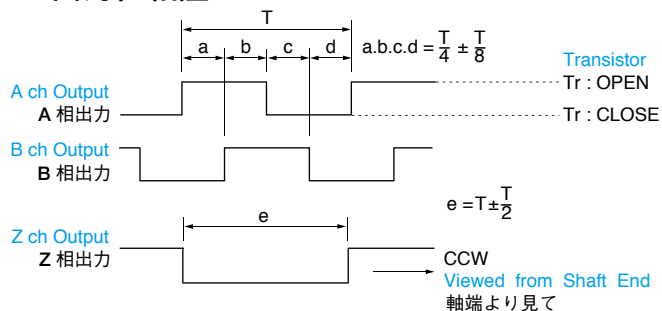 T
a b c d a.b.c.d = T/4 ± T/8
Transistor
Tr : OPEN
Tr : CLOSE
A ch Output
A 相出力
B ch Output
B 相出力
e =T± T/2
e
Z ch Output
Z 相出力
CCW
Viewed from Shaft End
軸端より見て